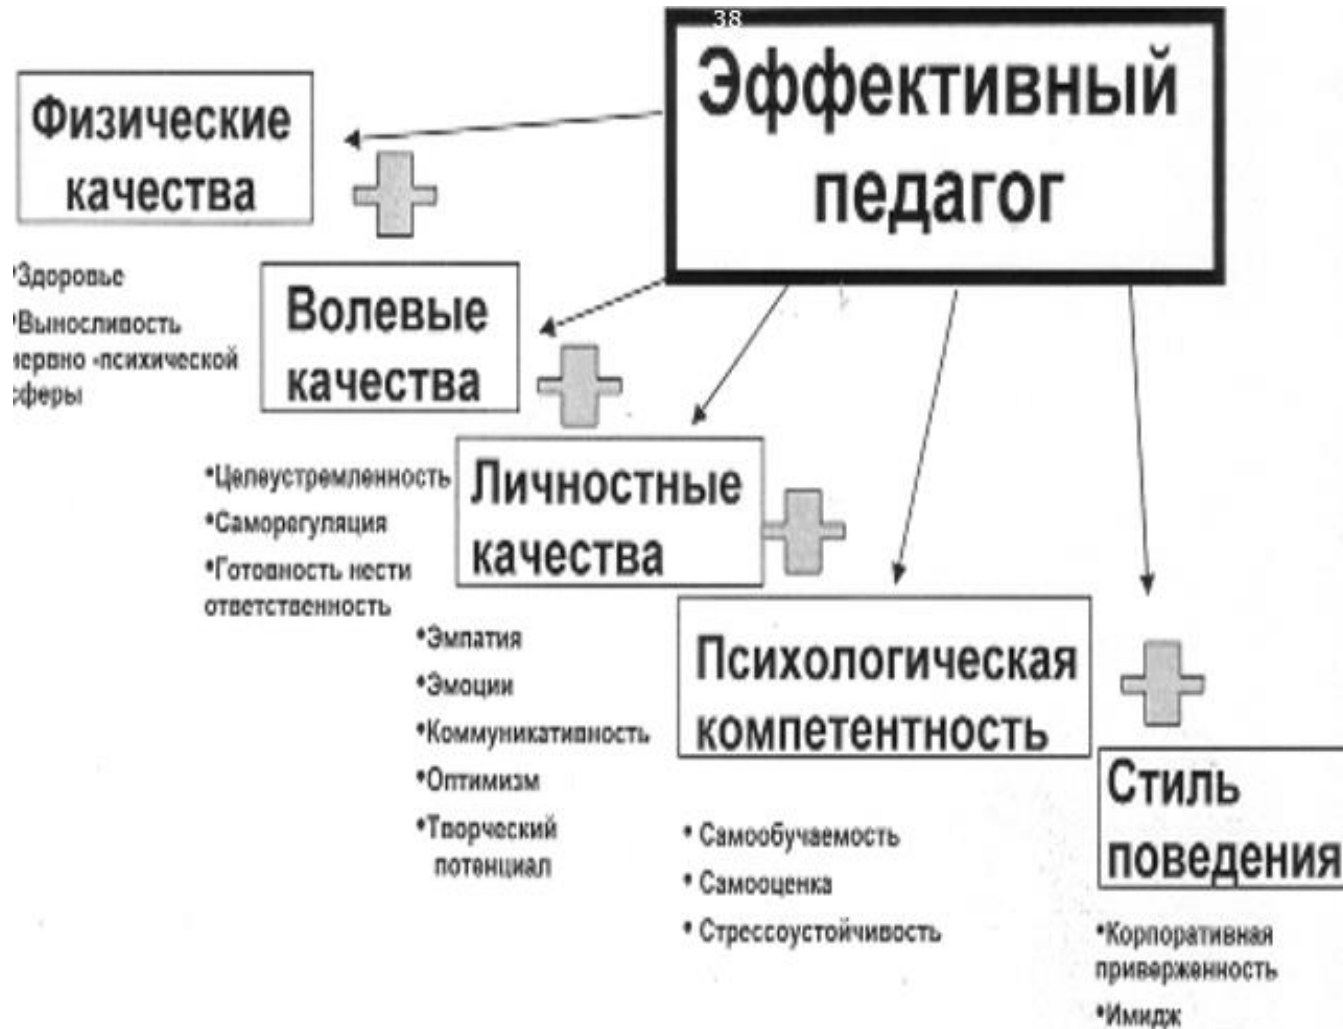 38
Эффективный
педагог
Физические
качества
•Здоровье
•Выносливость
нервно -психической
сферы
Волевые
качества
•Целеустремленность
•Саморегуляция
•Готовность нести
ответственность
Личностные
качества
•Эмпатия
•Эмоции
•Коммуникативность
•Оптимизм
•Творческий
потенциал
Психологическая
компетентность
• Самообучаемость
• Самооценка
• Стрессоустойчивость
Стиль
поведения
•Корпоративная
приверженность
•Имидж